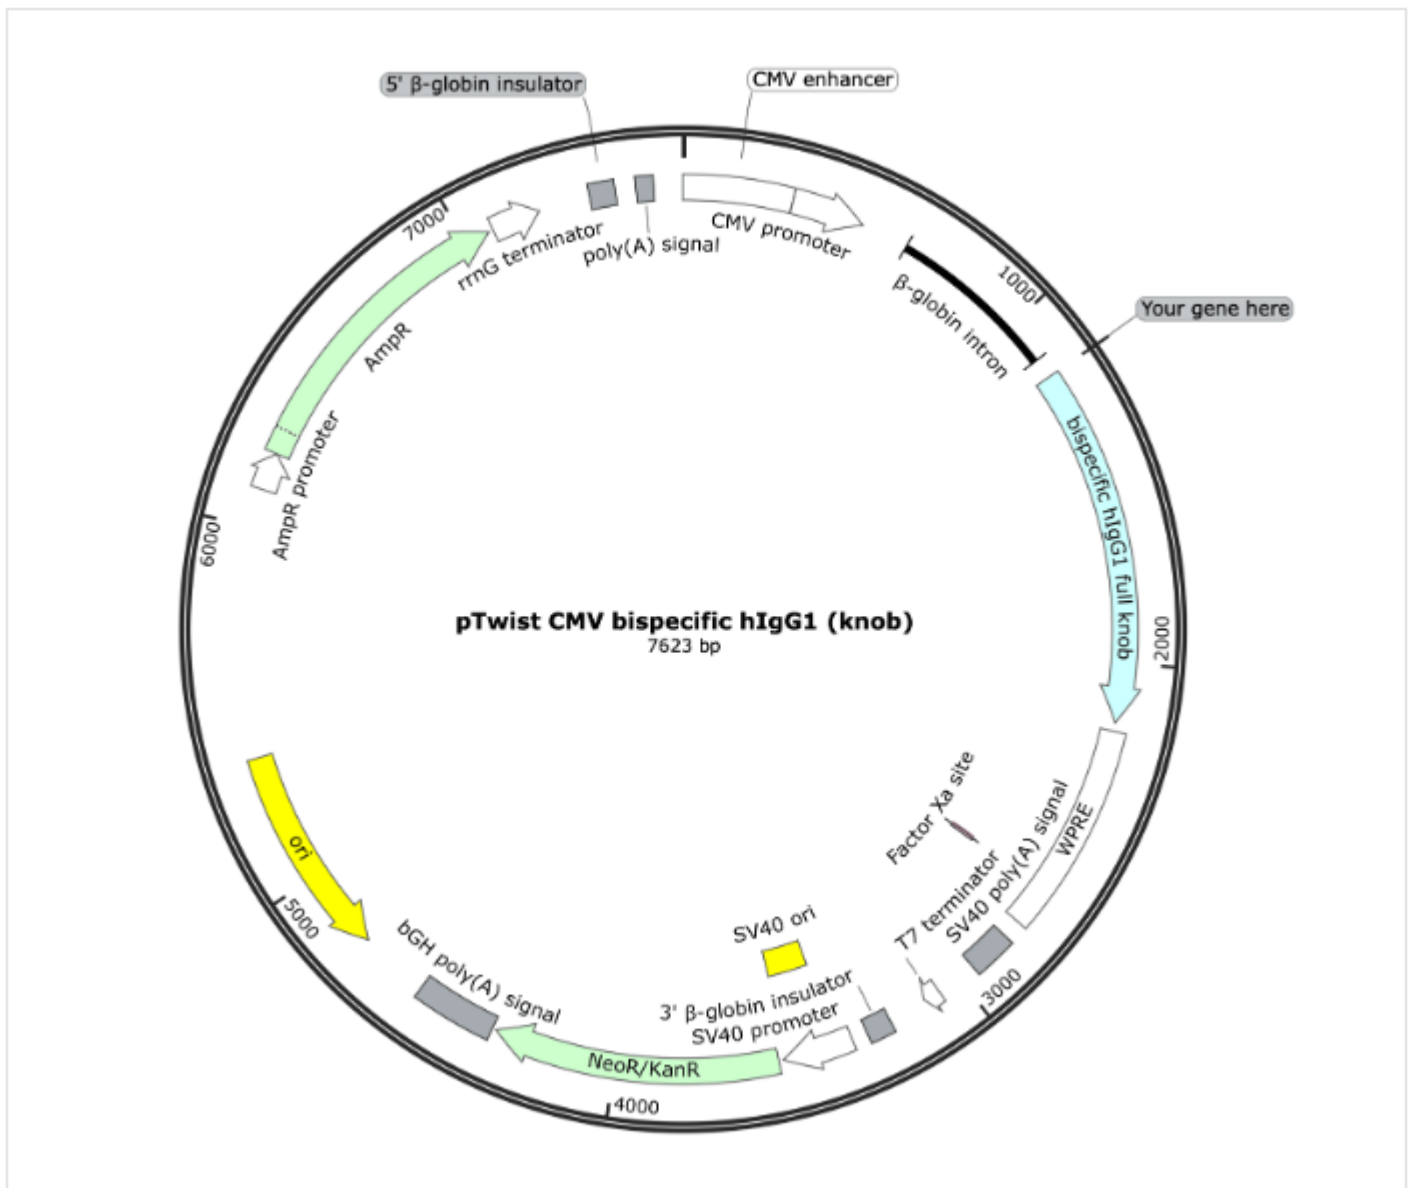 5' β-globin insulator
CMV enhancer
7000
rrnG terminator
poly(A) signal
CMV promoter
β-globin intron
1000
Your gene here
AmpR
AmpR promoter
bispecific hIgG1 full knob
6000
pTwist CMV bispecific hIgG1 (knob)
7623 bp
2000
Factor Xa site
WPRE
SV40 poly(A) signal
T7 terminator
ori
5000
SV40 ori
bGH poly(A) signal
3' β-globin insulator
3000
SV40 promoter
NeoR/KanR
4000